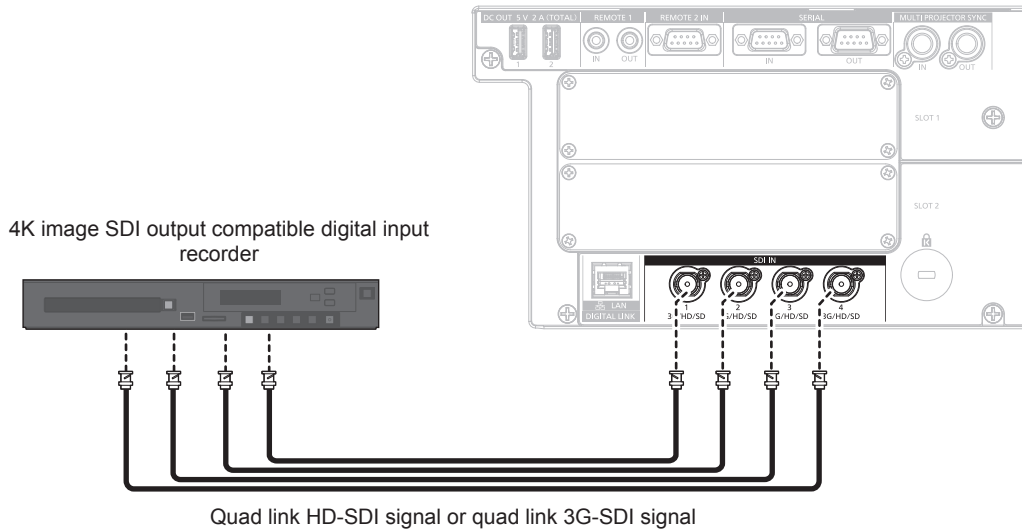 DC OUT 5 V 2 A (TOTAL) REMOTE 1 REMOTE 2 IN SERIAL MULTI PROJECTOR SYNC
1 2 IN OUT IN OUT IN OUT
SLOT 1
4K image SDI output compatible digital input
recorder
SLOT 2
SDI IN
LAN
DIGITAL LINK
1 2 3 4
3G/HD/SD
Quad link HD-SDI signal or quad link 3G-SDI signal